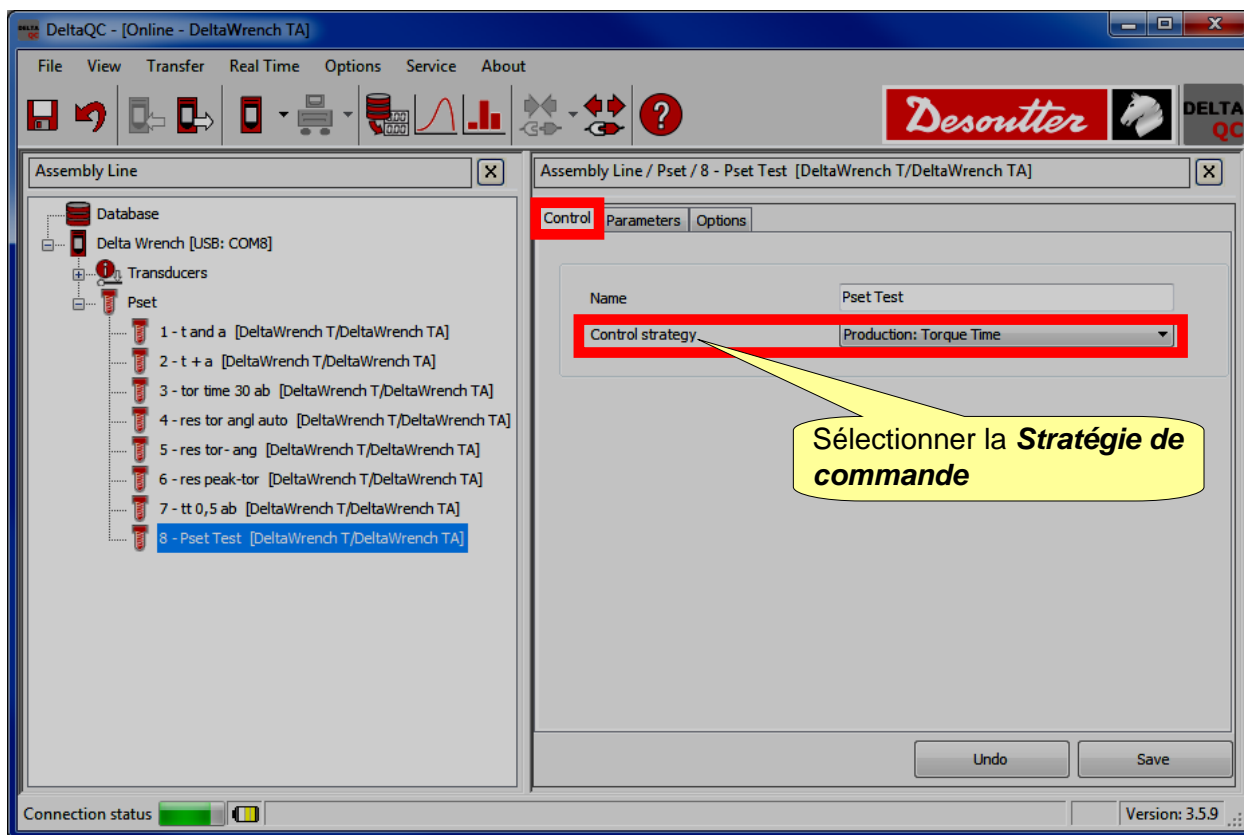 DeltaQC - [Online - DeltaWrench TA]
File View Transfer Real Time Options Service About
Desoutter
DELTA QC
Assembly Line
Database
Delta Wrench [USB: COM8]
Transducers
Pset
1 - t and a [DeltaWrench T/DeltaWrench TA]
2 - t + a [DeltaWrench T/DeltaWrench TA]
3 - tor time 30 ab [DeltaWrench T/DeltaWrench TA]
4 - res tor angl auto [DeltaWrench T/DeltaWrench TA]
5 - res tor- ang [DeltaWrench T/DeltaWrench TA]
6 - res peak-tor [DeltaWrench T/DeltaWrench TA]
7 - tt 0,5 ab [DeltaWrench T/DeltaWrench TA]
8 - Pset Test [DeltaWrench T/DeltaWrench TA]
Assembly Line / Pset / 8 - Pset Test [DeltaWrench T/DeltaWrench TA]
Control Parameters Options
Name Pset Test
Control strategy Production: Torque Time
Sélectionner la Stratégie de
commande
Undo Save
Connection status
Version: 3.5.9